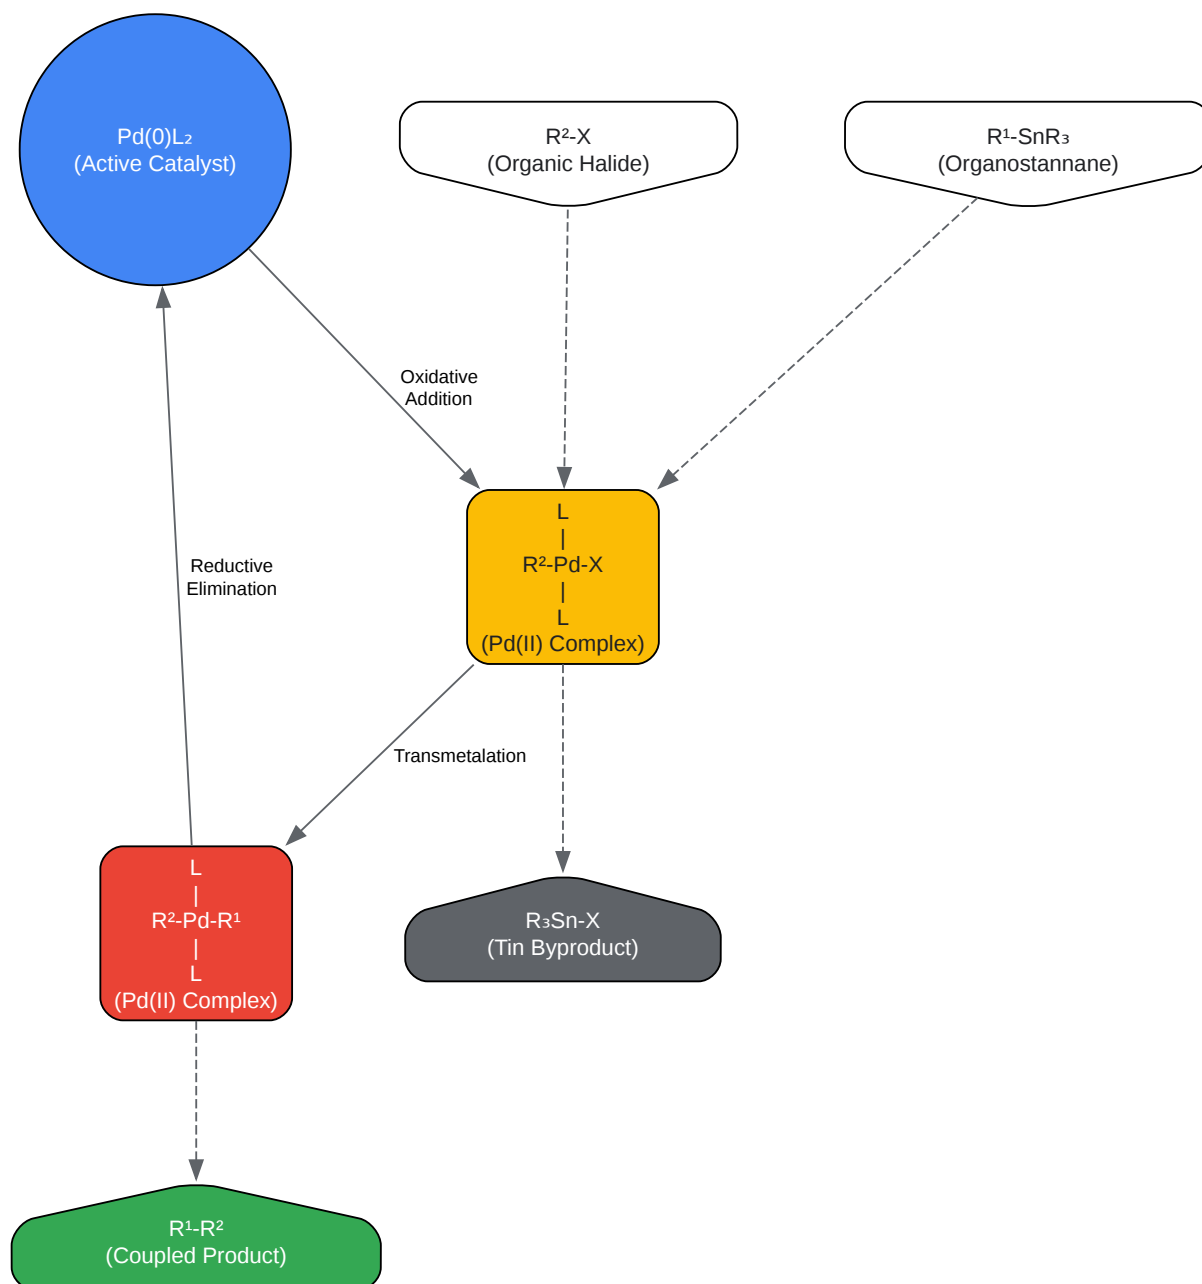 Pd(0)L₂
(Active Catalyst)
R²-X
(Organic Halide)
R¹-SnR₃
(Organostannane)
Oxidative
Addition
L
|
R²-Pd-X
|
L
(Pd(II) Complex)
Reductive
Elimination
Transmetalation
L
|
R²-Pd-R¹
|
L
(Pd(II) Complex)
R₃Sn-X
(Tin Byproduct)
R¹-R²
(Coupled Product)